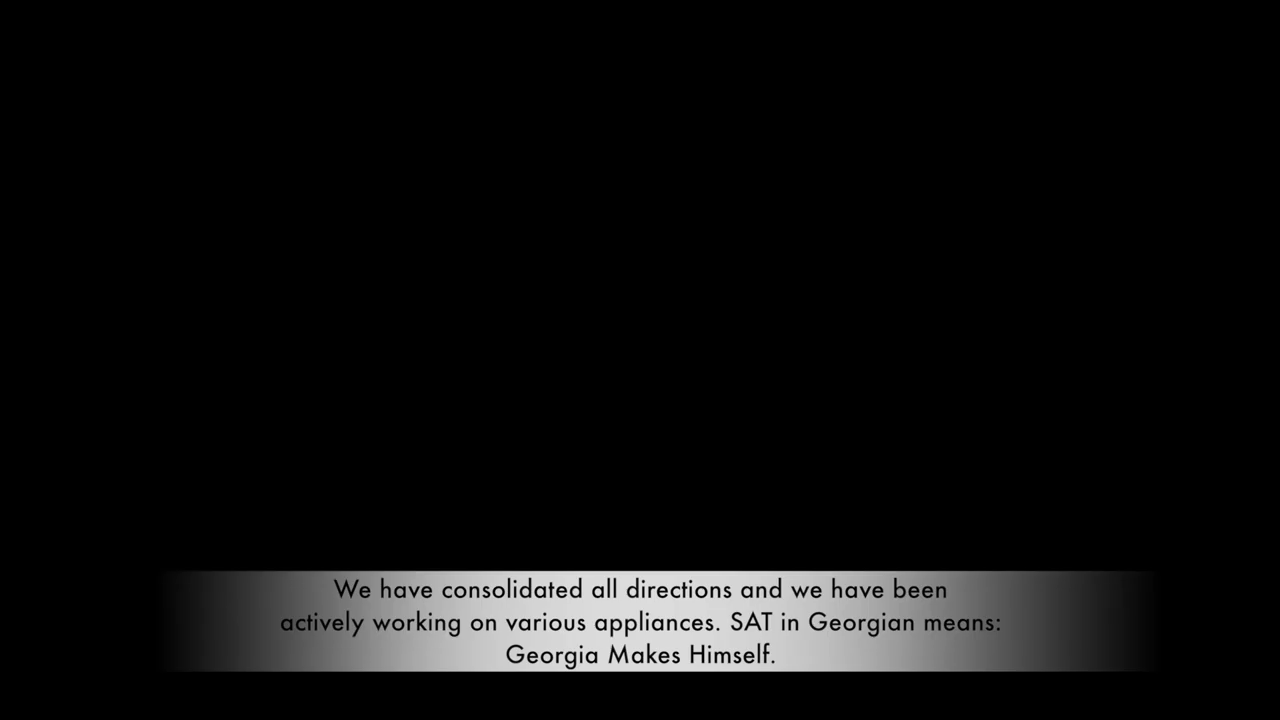 We have consolidated all directions and we have been
actively working on various appliances. SAT in Georgian means:
Georgia Makes Himself.